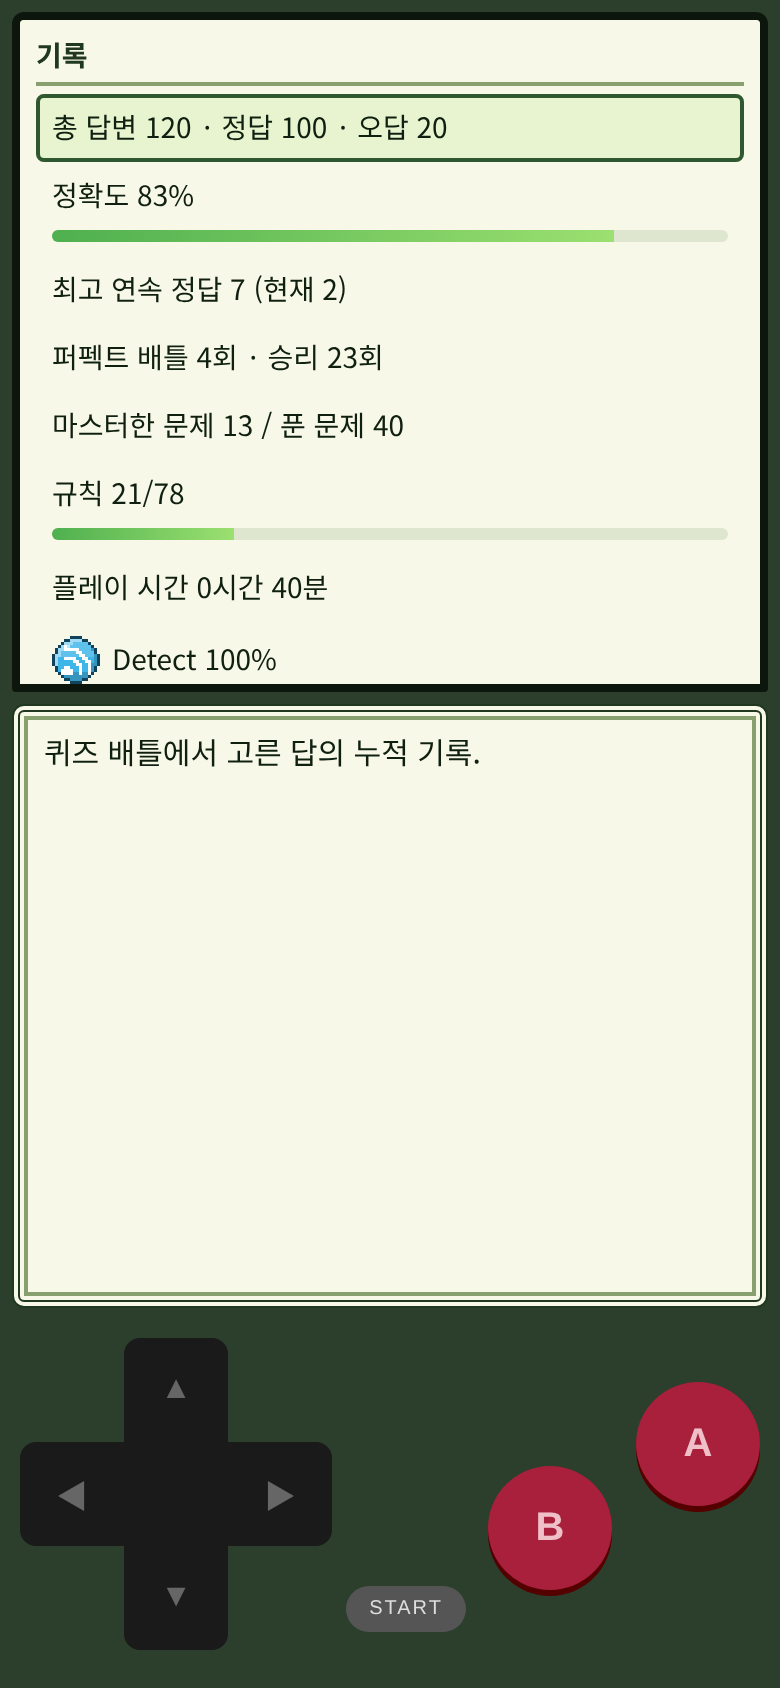 기록
총 답변 120 · 정답 100 · 오답 20
정확도 83%
최고 연속 정답 7 (현재 2)
퍼펙트 배틀 4회 · 승리 23회
마스터한 문제 13 / 푼 문제 40
규칙 21/78
플레이 시간 0시간 40분
Detect 100%
퀴즈 배틀에서 고른 답의 누적 기록.
A
B
START